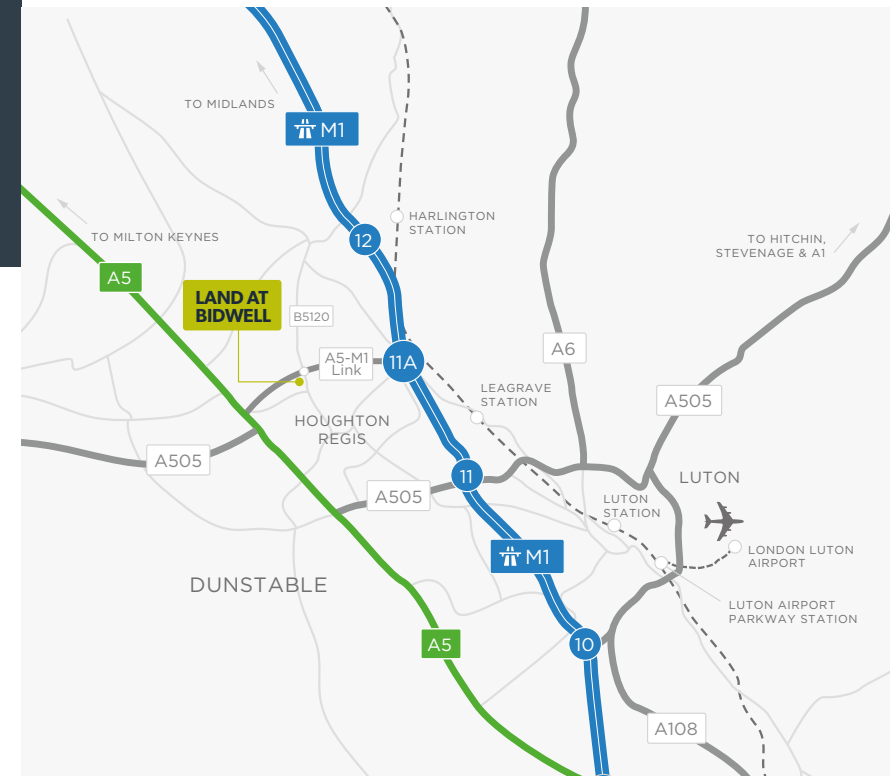 TO MIDLANDS
M1
HARLINGTON
STATION
12
TO MILTON KEYNES
TO HITCHIN,
STEVENAGE & A1
A5
LAND AT
BIDWELL
B5120
A5-M1
Link
11A
A6
LEAGRAVE
STATION
A505
HOUGHTON
REGIS
A505
11
A505
LUTON
LUTON
STATION
M1
LONDON LUTON
AIRPORT
DUNSTABLE
LUTON AIRPORT
PARKWAY STATION
A5
10
A108